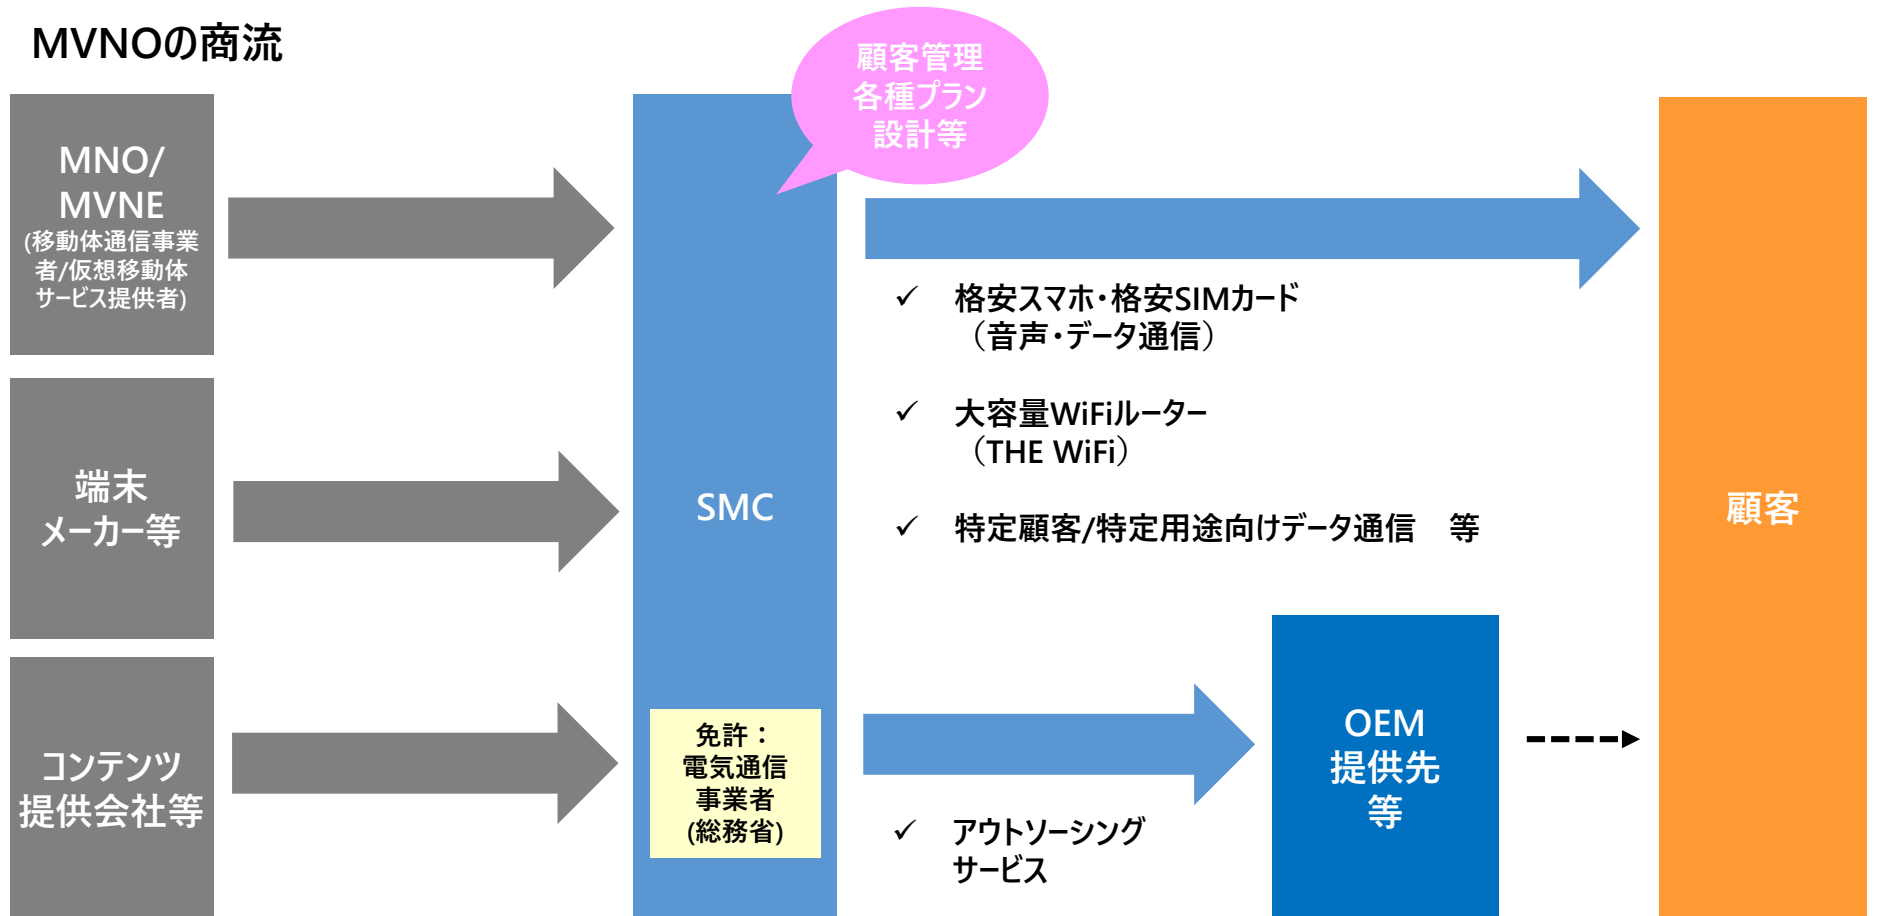 MVNOの商流
顧客管理
各種プラン
設計等
MNO/
MVNE
(移動体通信事業
者/仮想移動体
サービス提供者)
端末
メーカー等
コンテンツ
提供会社等
SMC
免許：
電気通信
事業者
(総務省)
✓ 格安スマホ・格安SIMカード
（音声・データ通信）
✓ 大容量WiFiルーター
（THE WiFi）
✓ 特定顧客/特定用途向けデータ通信　等
✓ アウトソーシング
サービス
OEM
提供先
等
顧客